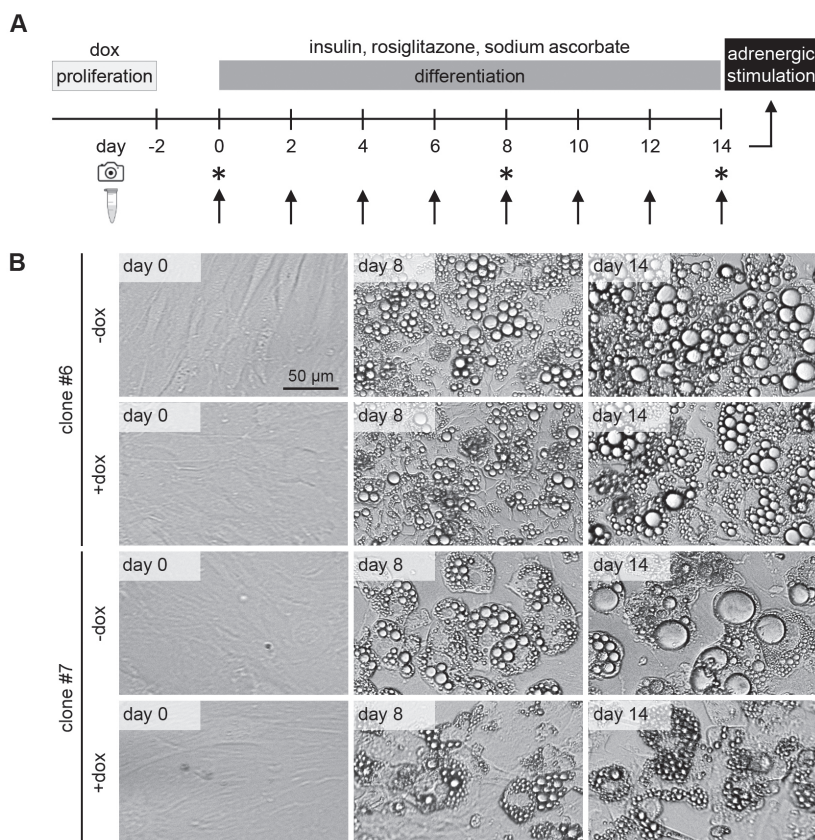 A
dox
proliferation
insulin, rosiglitazone, sodium ascorbate
differentiation
adrenergic
stimulation
day -2 0 2 4 6 8 10 12 14
* * *
B
clone #6
-dox
day 0
50 µm
day 8
day 14
+dox
day 0
day 8
day 14
clone #7
-dox
day 0
day 8
day 14
+dox
day 0
day 8
day 14